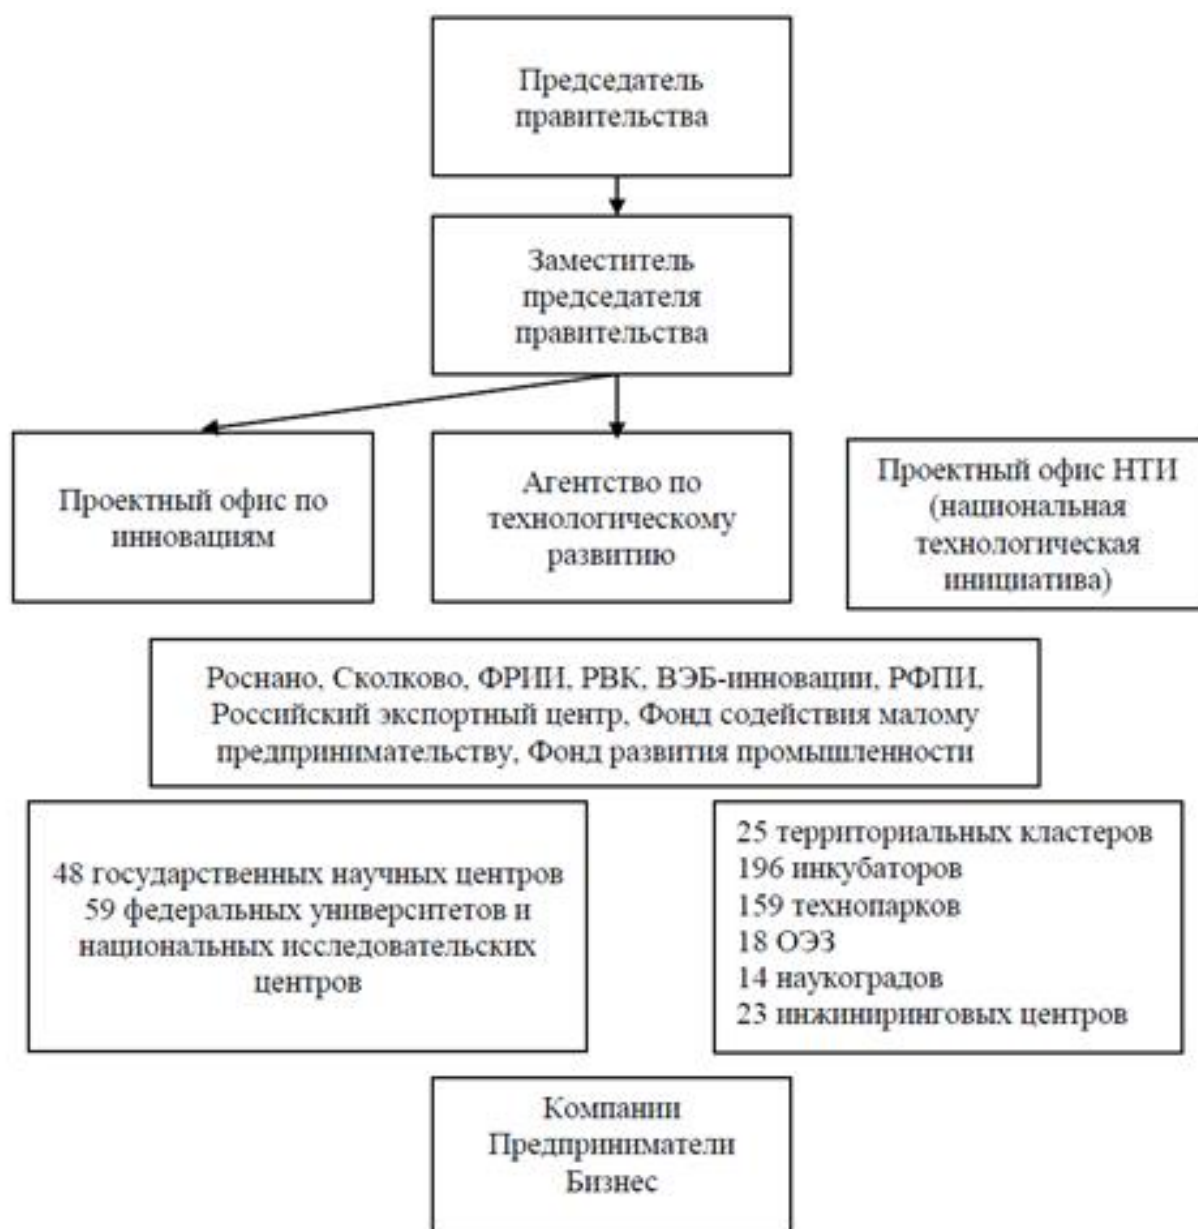 Председатель
правительства
Заместитель
председателя
правительства
Проектный офис по
инновациям
Агентство по
технологическому
развитию
Проектный офис НТИ
(национальная
технологическая
инициатива)
Роснано, Сколково, ФРИИ, РВК, ВЭБ-инновации, РФПИ,
Российский экспортный центр, Фонд содействия малому
предпринимательству, Фонд развития промышленности
48 государственных научных центров
59 федеральных университетов и
национальных исследовательских
центров
25 территориальных кластеров
196 инкубаторов
159 технопарков
18 ОЭЗ
14 наукоградов
23 инжиниринговых центров
Компании
Предприниматели
Бизнес